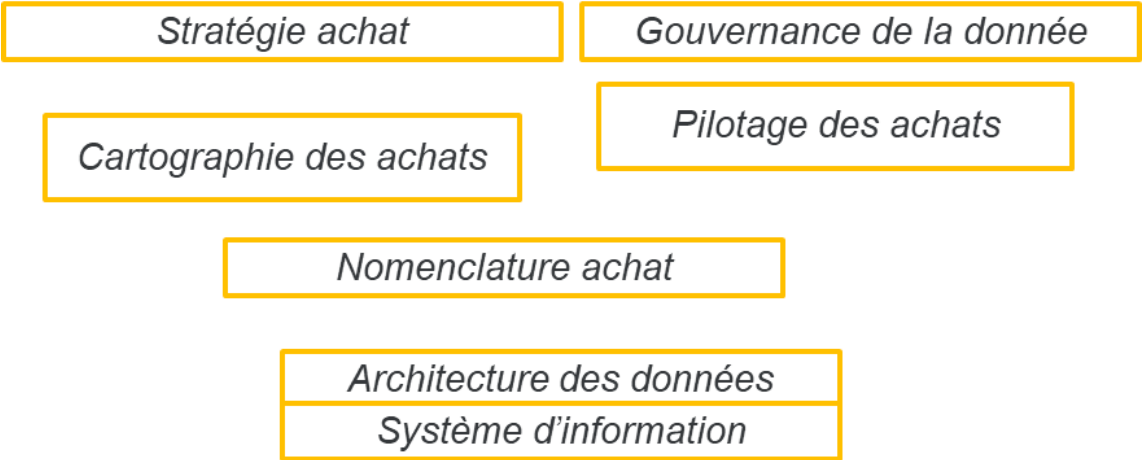 Stratégie achat
Gouvernance de la donnée
Pilotage des achats
Cartographie des achats
Nomenclature achat
Architecture des données
Système d’information